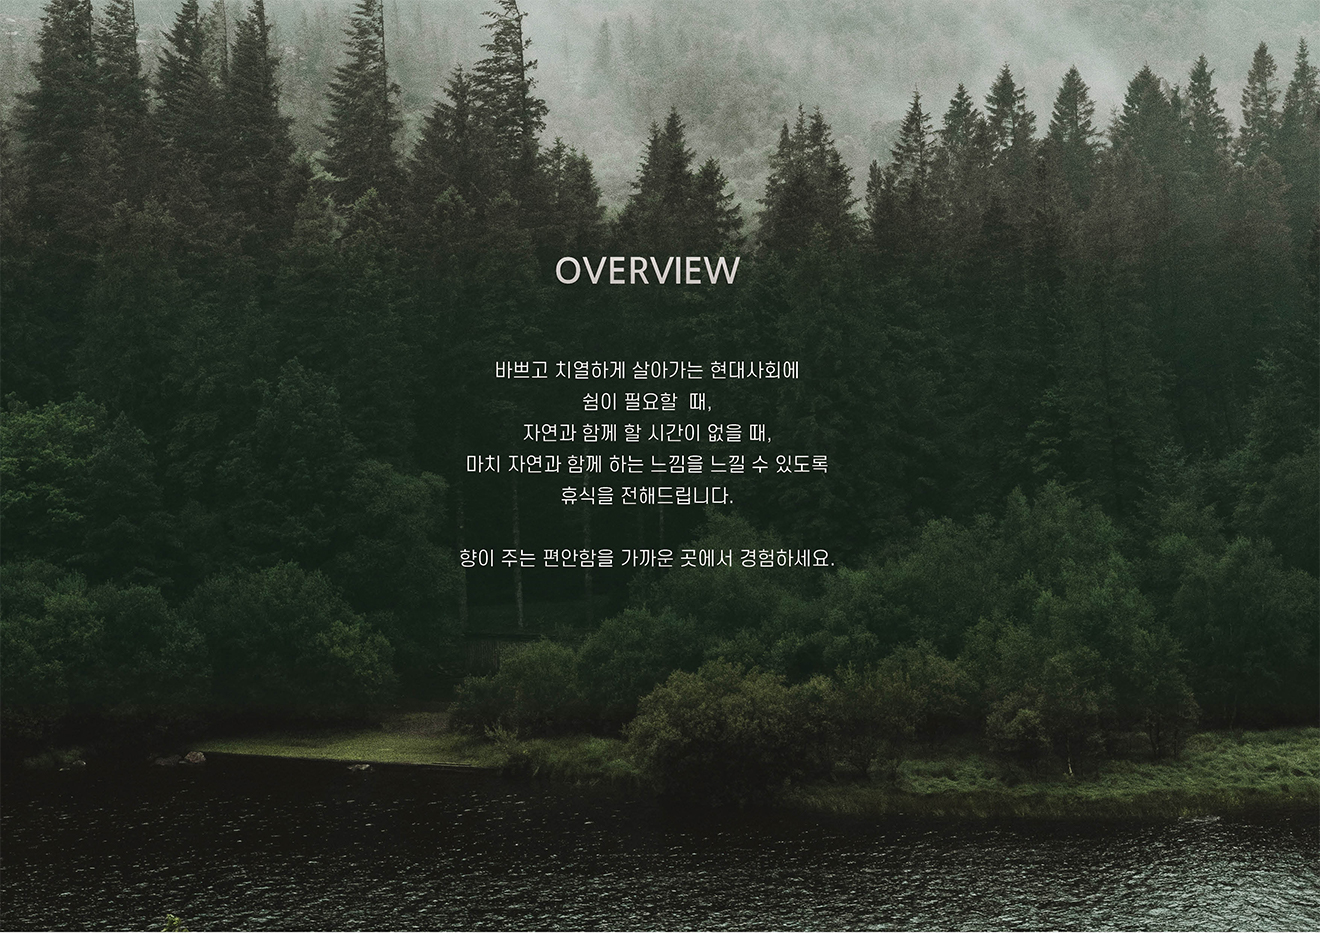 OVERVIEW
바쁘고 치열하게 살아가는 현대사회에
쉼이 필요할 때,
자연과 함께 할 시간이 없을 때,
마치 자연과 함께 하는 느낌을 느낄 수 있도록
휴식을 전해드립니다.
향이 주는 편안함을 가까운 곳에서 경험하세요.